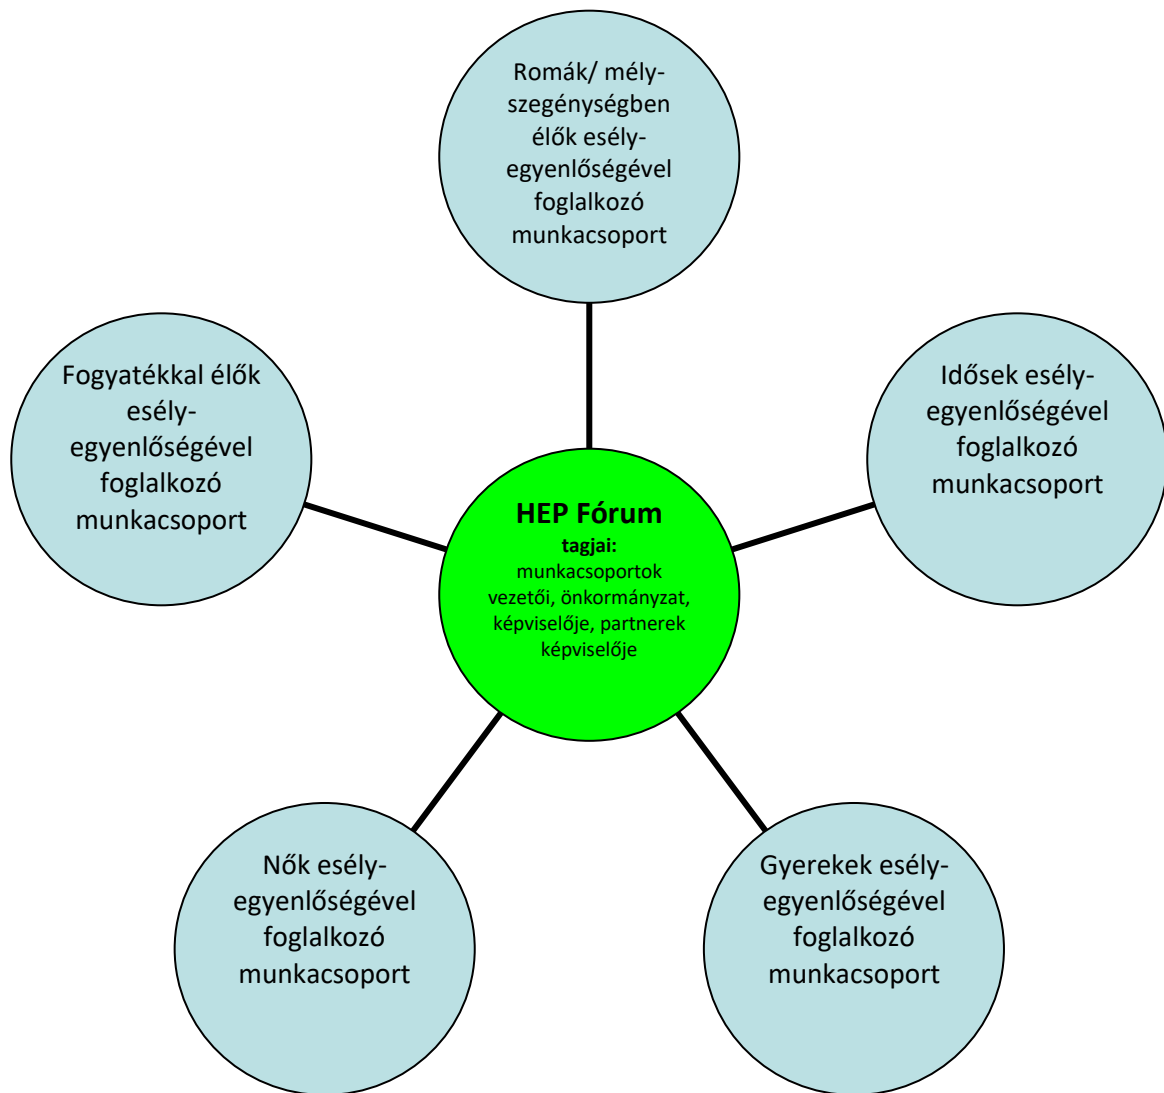 Romák/ mély-
szegénységben
élők esély-
egyenlőségével
foglalkozó
munkacsoport
Fogyatékkal élők
esély-
egyenlőségével
foglalkozó
munkacsoport
Idősek esély-
egyenlőségével
foglalkozó
munkacsoport
HEP Fórum
tagjai:
munkacsoportok
vezetői, önkormányzat,
képviselője, partnerek
képviselője
Nők esély-
egyenlőségével
foglalkozó
munkacsoport
Gyerekek esély-
egyenlőségével
foglalkozó
munkacsoport